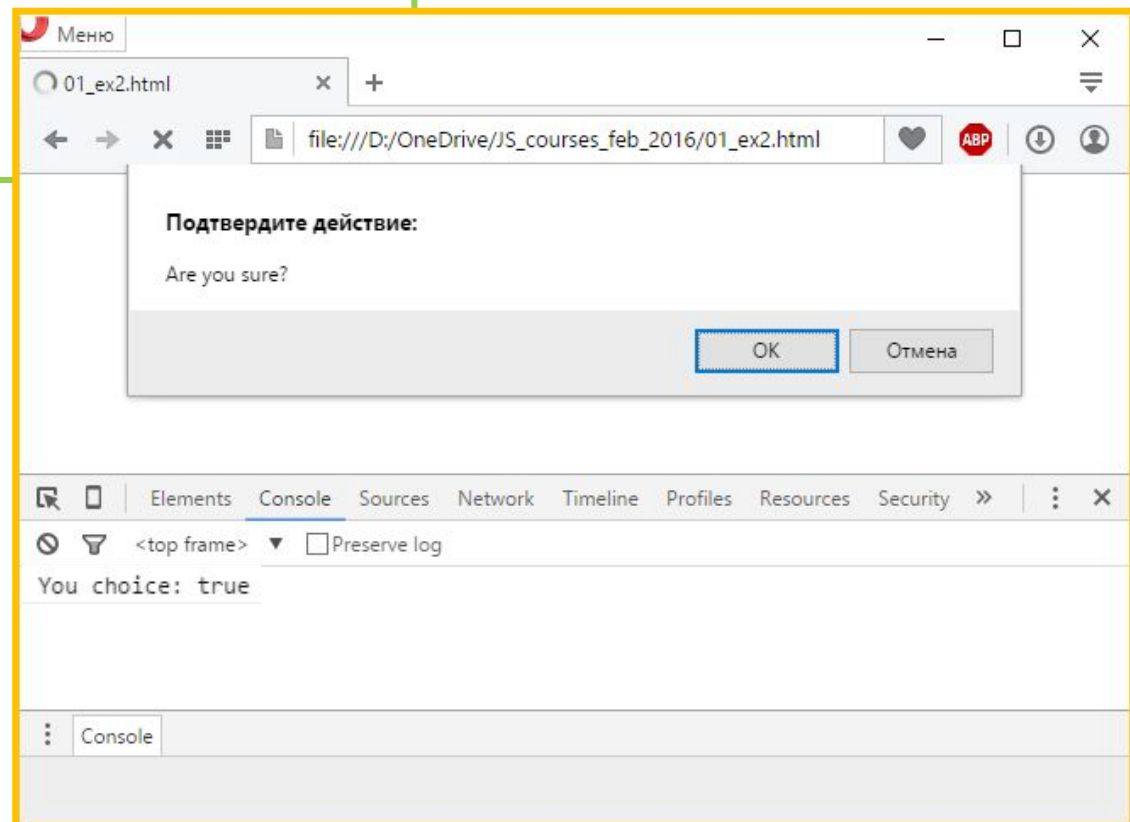 Меню
01_ex2.html
file:///D:/OneDrive/JS_courses_feb_2016/01_ex2.html
ABP
Подтвердите действие:
Are you sure?
OK Отмена
Elements Console Sources Network Timeline Profiles Resources Security »
<top frame> ▼ Preserve log
You choice: true
Console